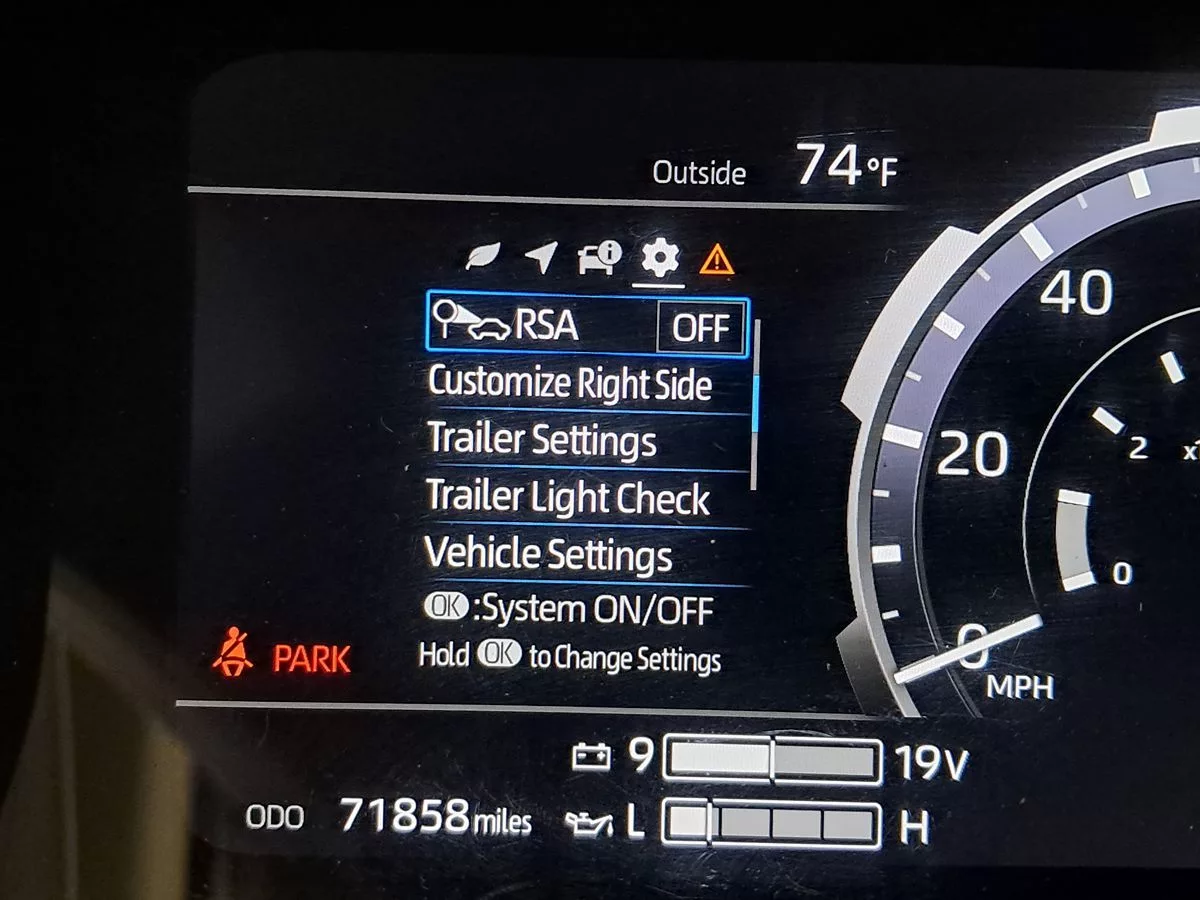 Outside 74°F
RSA OFF
Customize Right Side
Trailer Settings
Trailer Light Check
Vehicle Settings
OK :System ON/OFF
Hold OK to Change Settings
PARK
40
20
0
MPH
2
x1
0
9 19V
ODO 71858 miles L H